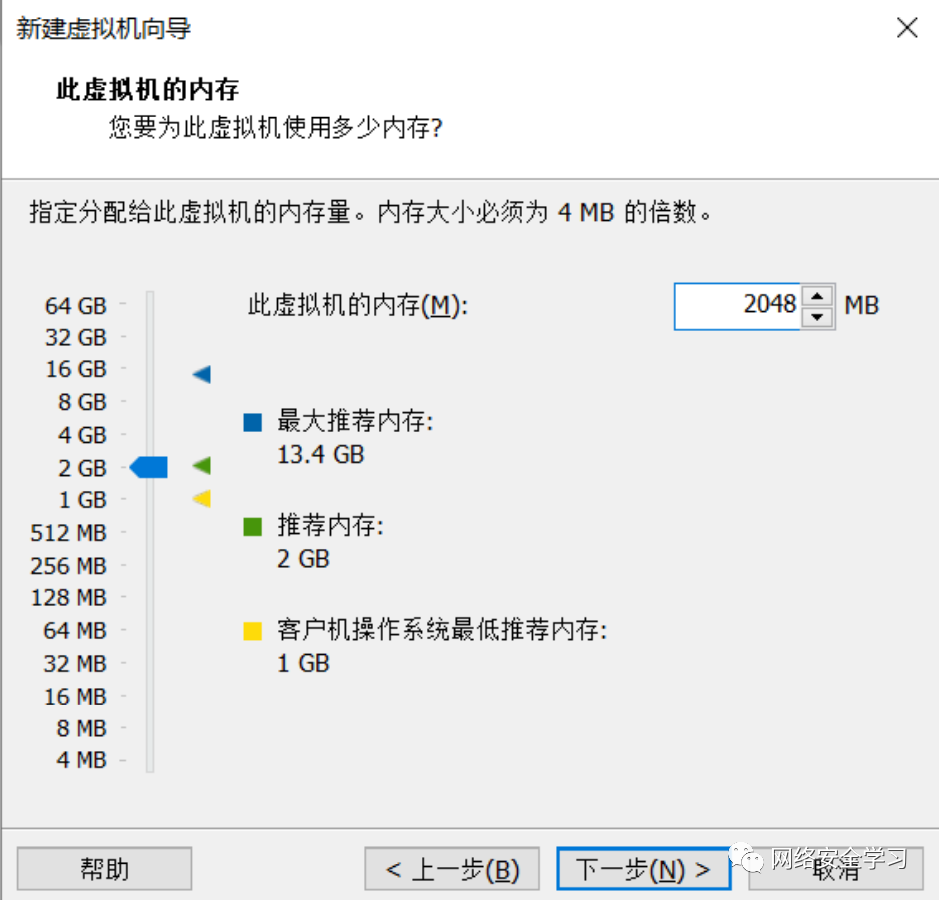 新建虚拟机向导
此虚拟机的内存
您要为此虚拟机使用多少内存?
指定分配给此虚拟机的内存量。内存大小必须为 4 MB 的倍数。
64 GB
32 GB
16 GB
8 GB
4 GB
2 GB
1 GB
512 MB
256 MB
128 MB
64 MB
32 MB
16 MB
8 MB
4 MB
此虚拟机的内存(M):
2048 MB
最大推荐内存:
13.4 GB
推荐内存:
2 GB
客户机操作系统最低推荐内存:
1 GB
帮助
< 上一步(B)
下一步(N) >
取消
网络安全学习